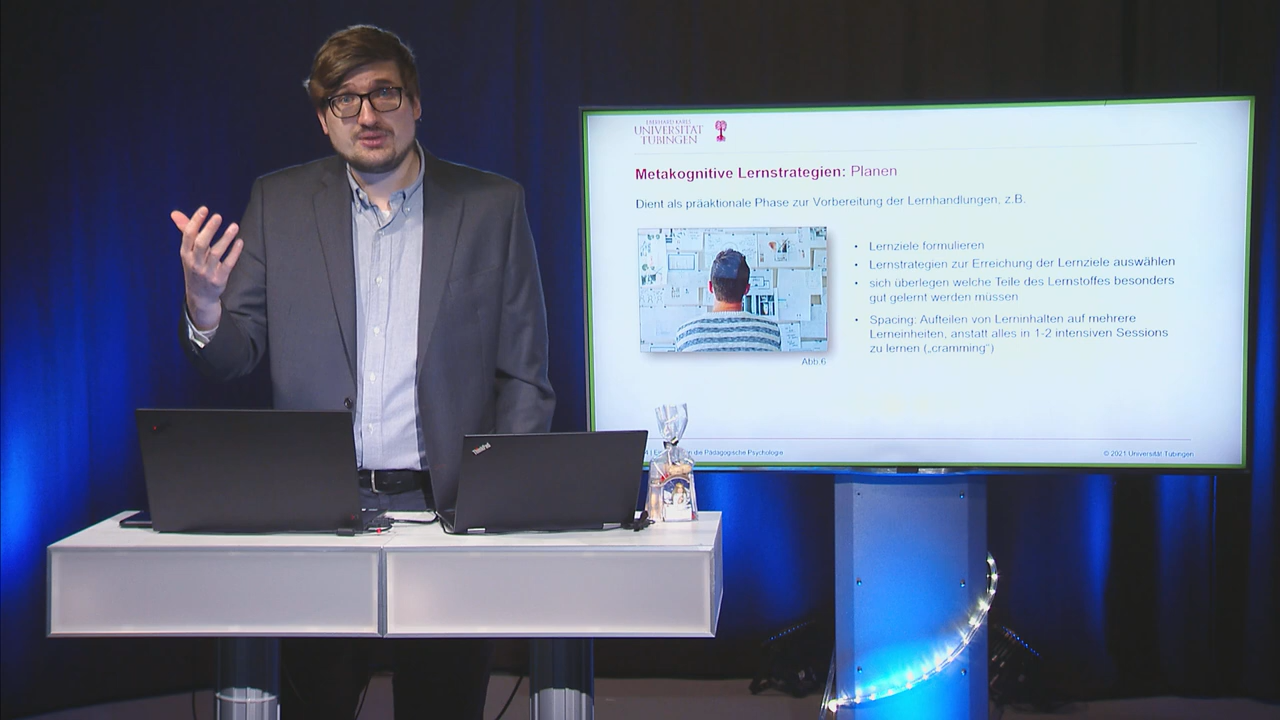 EBERHARD KARLS
UNIVERSITÄT
TÜBINGEN
Metakognitive Lernstrategien: Planen
Dient als präaktionale Phase zur Vorbereitung der Lernhandlungen, z.B.
• Lernziele formulieren
• Lernstrategien zur Erreichung der Lernziele auswählen
• sich überlegen welche Teile des Lernstoffes besonders
gut gelernt werden müssen
• Spacing: Aufteilen von Lerninhalten auf mehrere
Lerneinheiten, anstatt alles in 1-2 intensiven Sessions
zu lernen („cramming“)
Abb.6
die Pädagogische Psychologie
© 2021 Universität Tübingen
ThinkPad